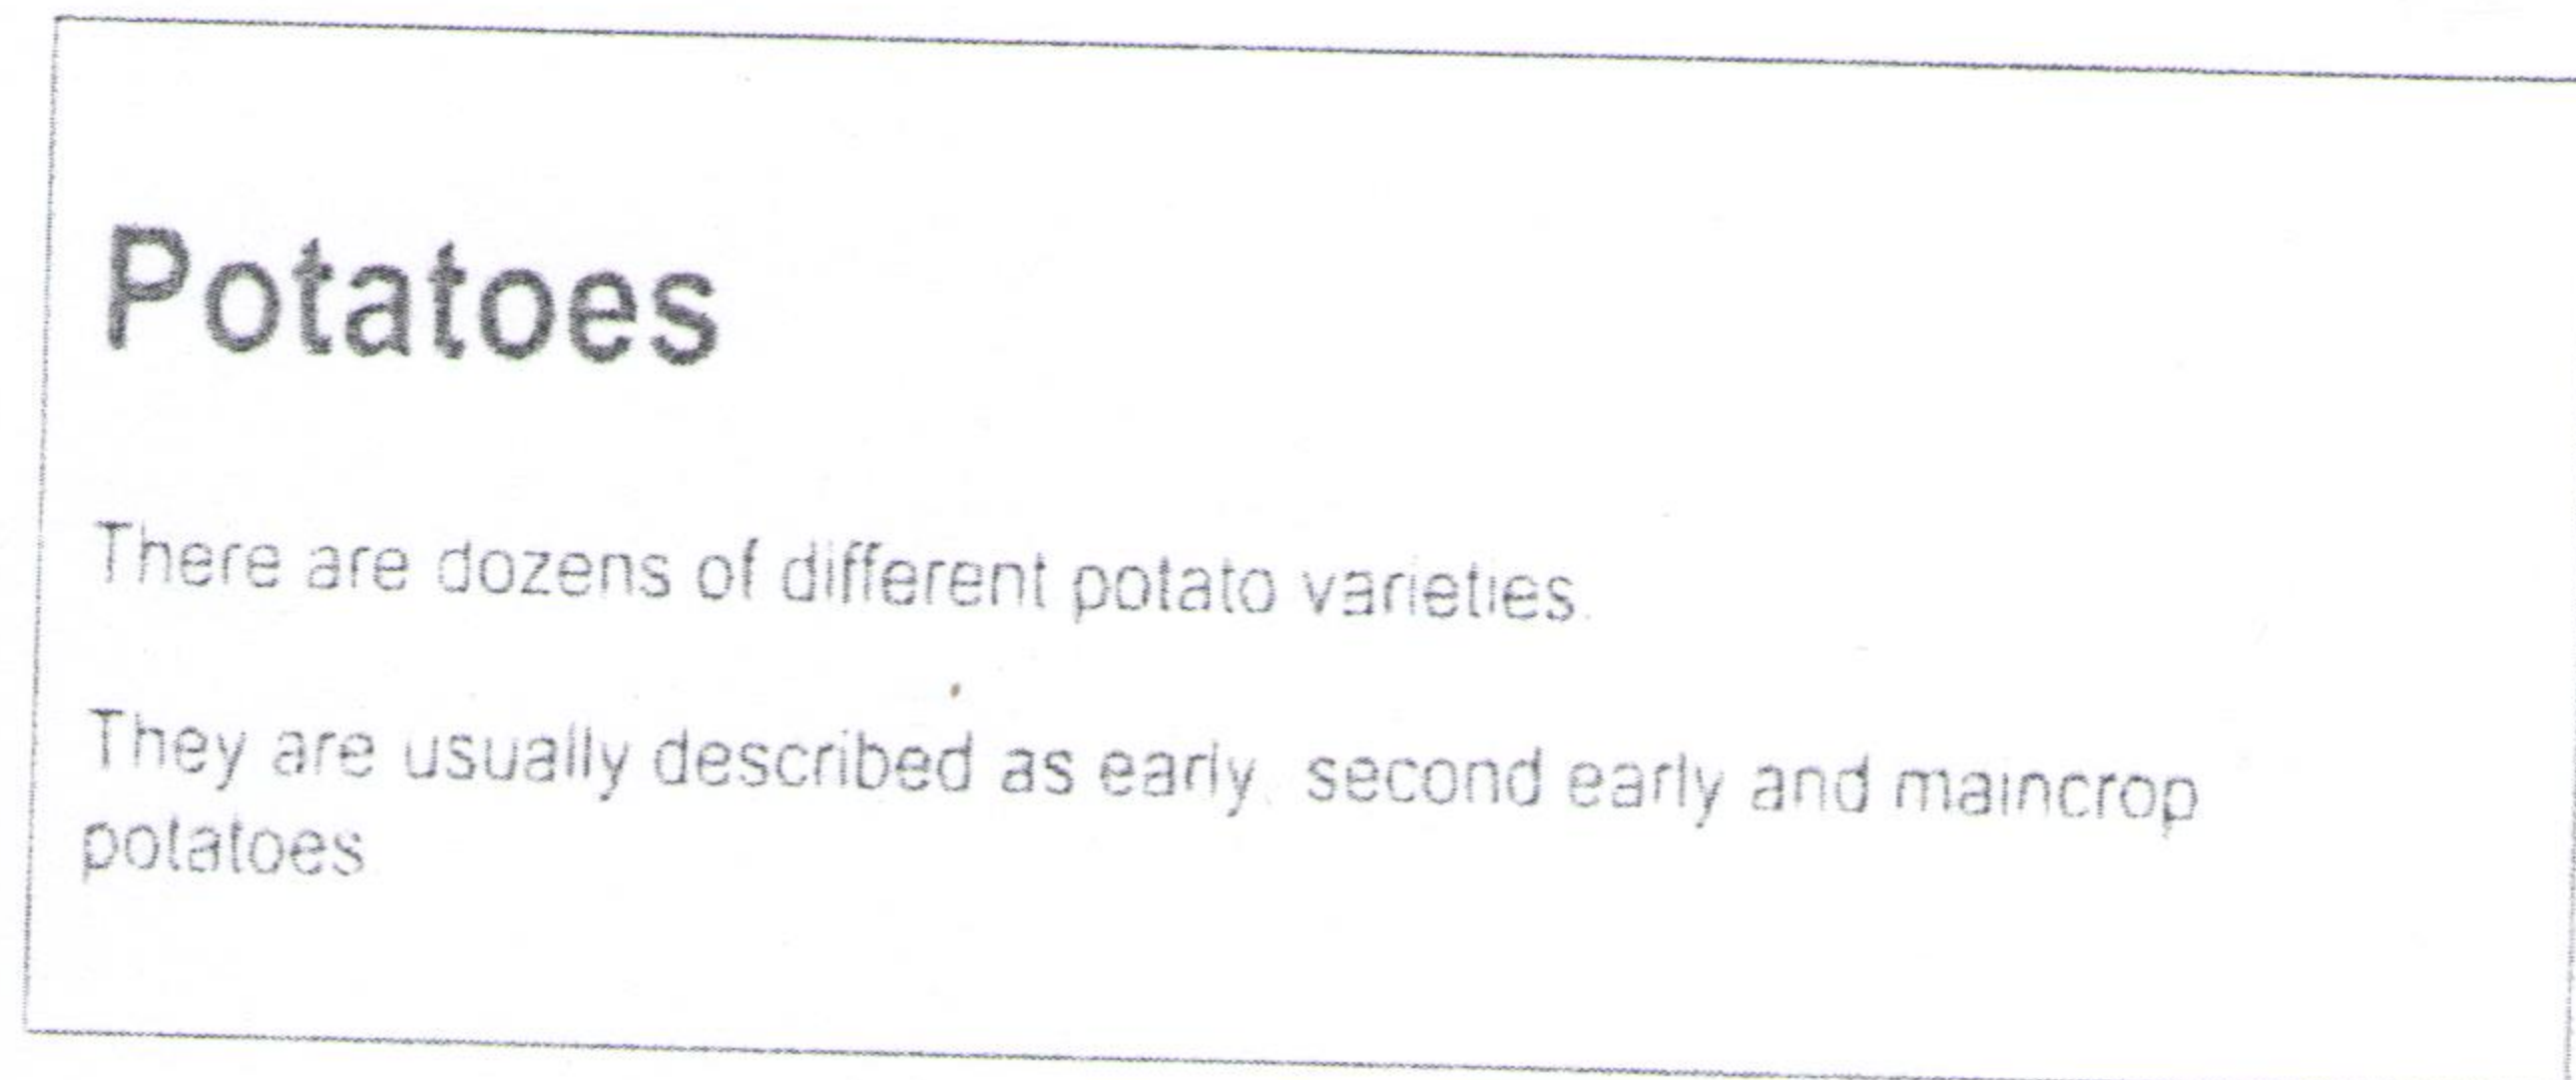 Potatoes
There are dozens of different potato varieties.
They are usually described as early, second early and maincrop
potatoes